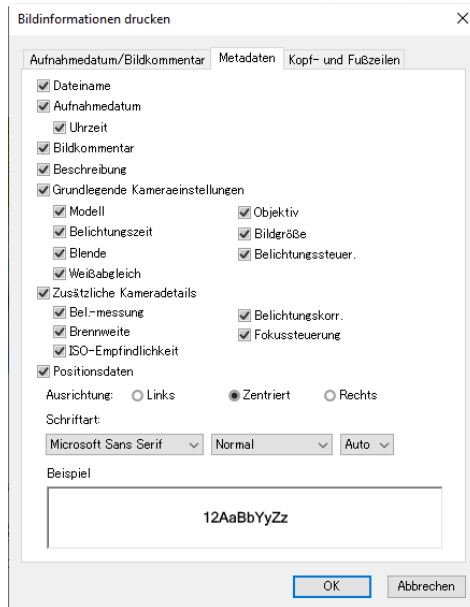 Bildinformationen drucken
Aufnahmedatum/Bildkommentar Metadaten Kopf- und Fußzeilen
Dateiname
Aufnahmedatum
Uhrzeit
Bildkommentar
Beschreibung
Grundlegende Kameraeinstellungen
Modell Objektiv
Belichtungszeit Bildgröße
Blende Belichtungssteuer.
Weißabgleich
Zusätzliche Kameradetails
Bel.-messung Belichtungskorr.
Brennweite Fokussteuerung
ISO-Empfindlichkeit
Positionsdaten
Ausrichtung: Links Zentriert Rechts
Schriftart:
Microsoft Sans Serif Normal Auto
Beispiel
12AaBbYyZz
OK Abbrechen